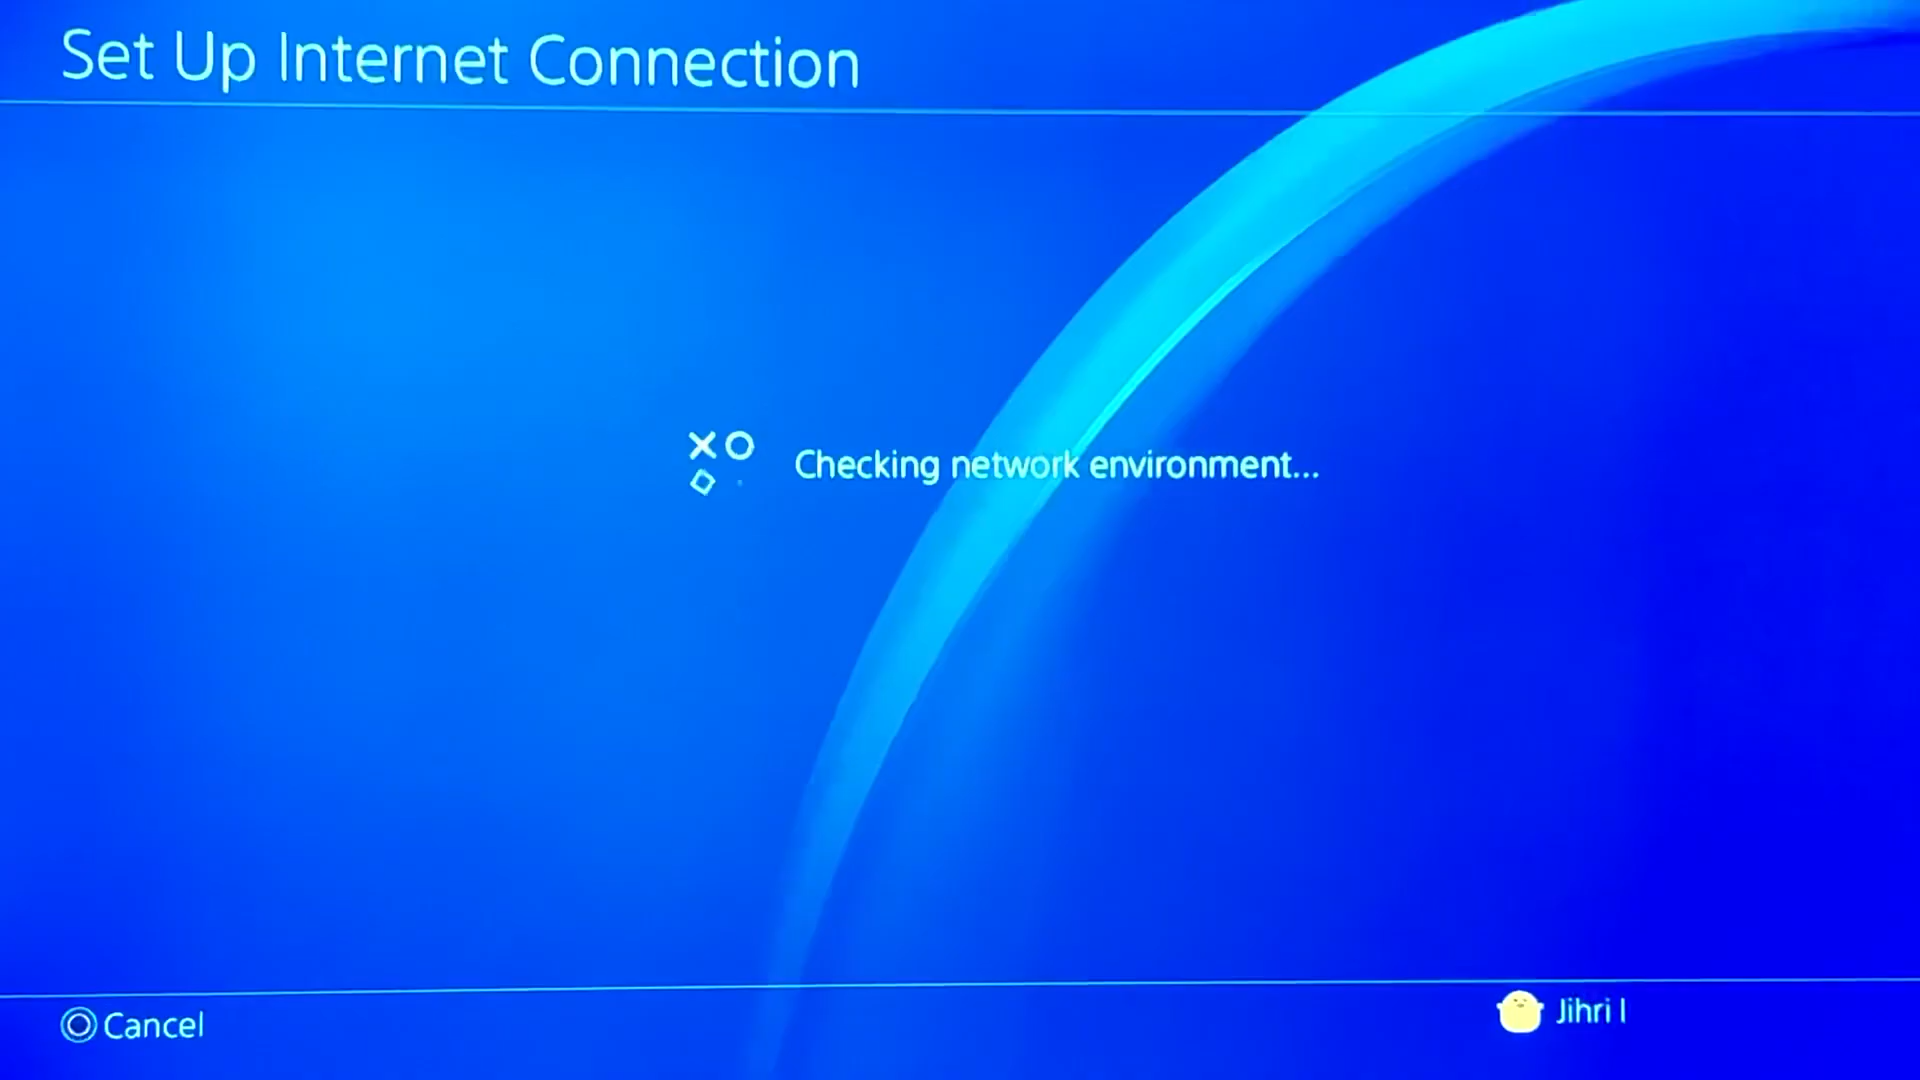 Set Up Internet Connection
Checking network environment...
Cancel
Jihri l